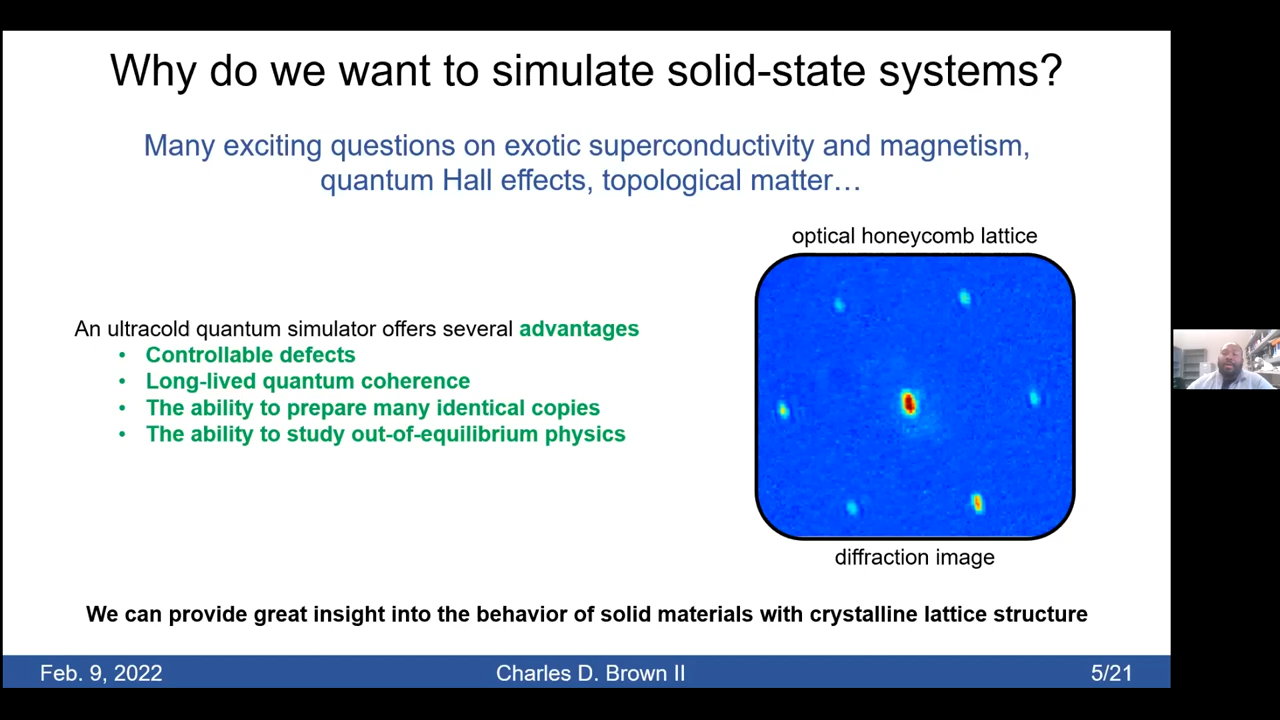 Why do we want to simulate solid-state systems?
Many exciting questions on exotic superconductivity and magnetism,
quantum Hall effects, topological matter…
optical honeycomb lattice
An ultracold quantum simulator offers several advantages
• Controllable defects
• Long-lived quantum coherence
• The ability to prepare many identical copies
• The ability to study out-of-equilibrium physics
diffraction image
We can provide great insight into the behavior of solid materials with crystalline lattice structure
Feb. 9, 2022
Charles D. Brown II
5/21